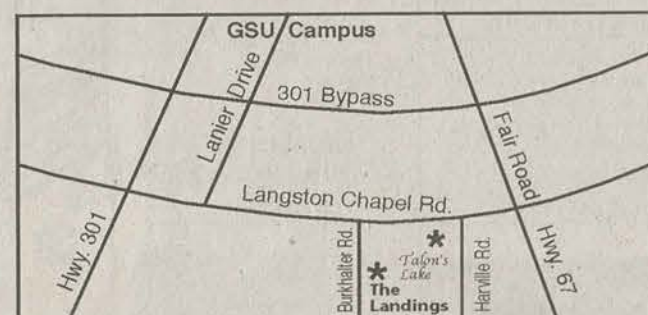 GSU Campus
Lanier Drive
301 Bypass
Fair Road
Langston Chapel Rd.
Hwy. 301
Burkhalter Rd.
*
Talon's
Lake
*
The
Landings
Harville Rd.
Hwy. 67